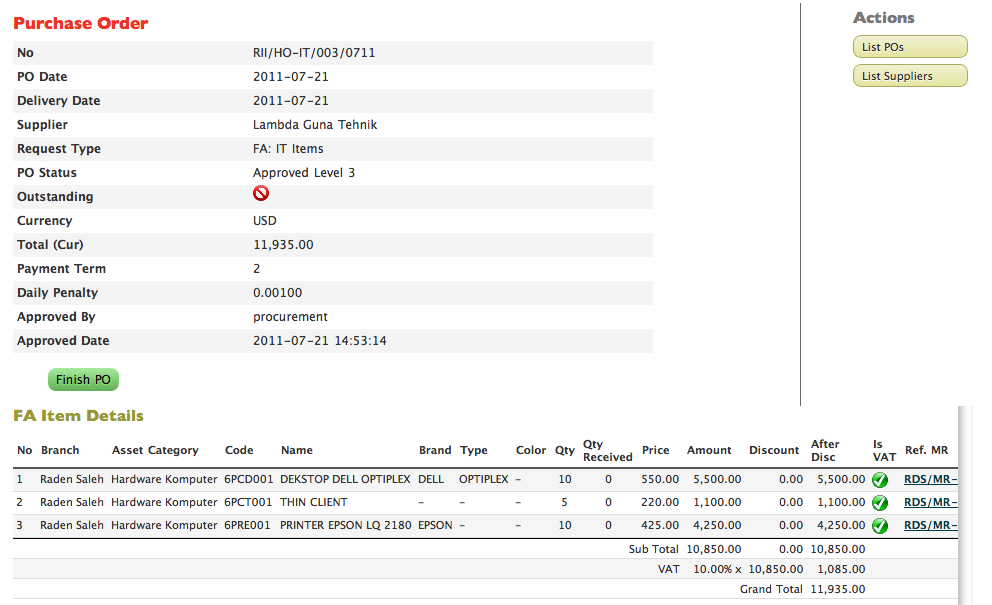 Purchase Order
No RII/HO-IT/003/0711
PO Date 2011-07-21
Delivery Date 2011-07-21
Supplier Lambda Guna Tehnik
Request Type FA: IT Items
PO Status Approved Level 3
Outstanding
Currency USD
Total (Cur) 11,935.00
Payment Term 2
Daily Penalty 0.00100
Approved By procurement
Approved Date 2011-07-21 14:53:14
Finish PO
Actions
List POs
List Suppliers
FA Item Details
No Branch Asset Category Code Name Brand Type Color Qty Qty Received Price Amount Discount After Disc Is VAT Ref. MR
1 Raden Saleh Hardware Komputer 6PCD001 DEKSTOP DELL OPTIPLEX DELL OPTIPLEX - 10 0 550.00 5,500.00 0.00 5,500.00 RDS/MR-
2 Raden Saleh Hardware Komputer 6PCT001 THIN CLIENT - - - 5 0 220.00 1,100.00 0.00 1,100.00 RDS/MR-
3 Raden Saleh Hardware Komputer 6PRE001 PRINTER EPSON LQ 2180 EPSON - - 10 0 425.00 4,250.00 0.00 4,250.00 RDS/MR-
Sub Total 10,850.00 0.00 10,850.00
VAT 10.00% x 10,850.00 1,085.00
Grand Total 11,935.00